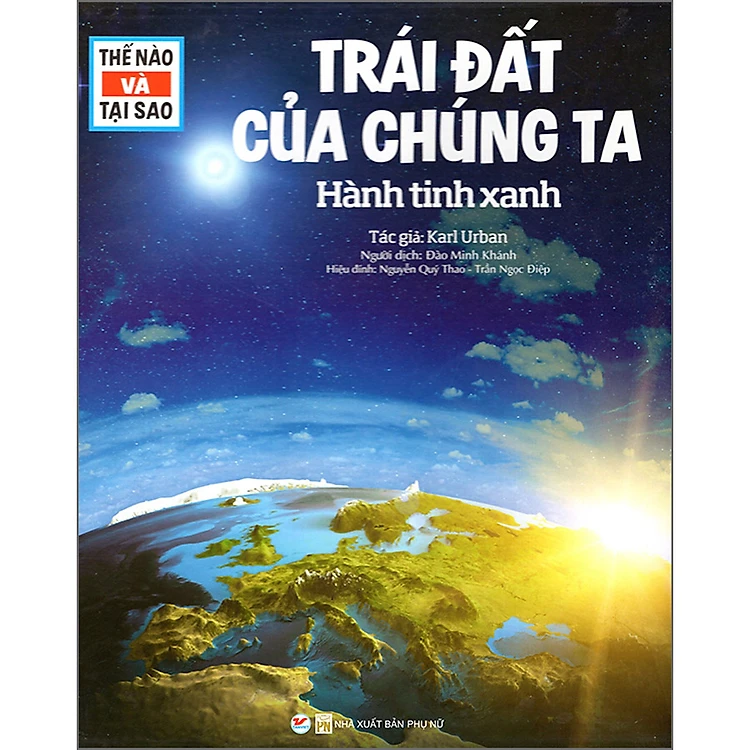 THẾ NÀO
VÀ
TẠI SAO
TRÁI ĐẤT
CỦA CHÚNG TA
Hành tinh xanh
Tác giả: Karl Urban
Người dịch: Đào Minh Khánh
Hiệu đính: Nguyễn Quý Thao - Trần Ngọc Điệp
NHÀ XUẤT BẢN PHỤ NỮ